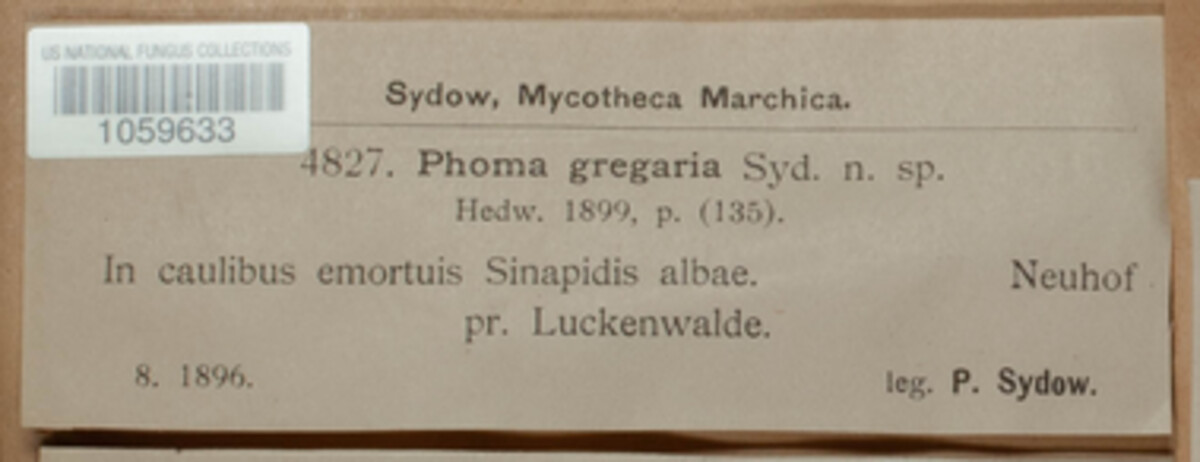 US NATIONAL FUNGUS COLLECTIONS
1059633
Sydow, Mycotheca Marchica.
4827. Phoma gregaria Syd. n. sp.
Hedw. 1899, p. (135).
In caulibus emortuis Sinapidis albae. Neuhof
pr. Luckenwalde.
8. 1896. leg. P. Sydow.